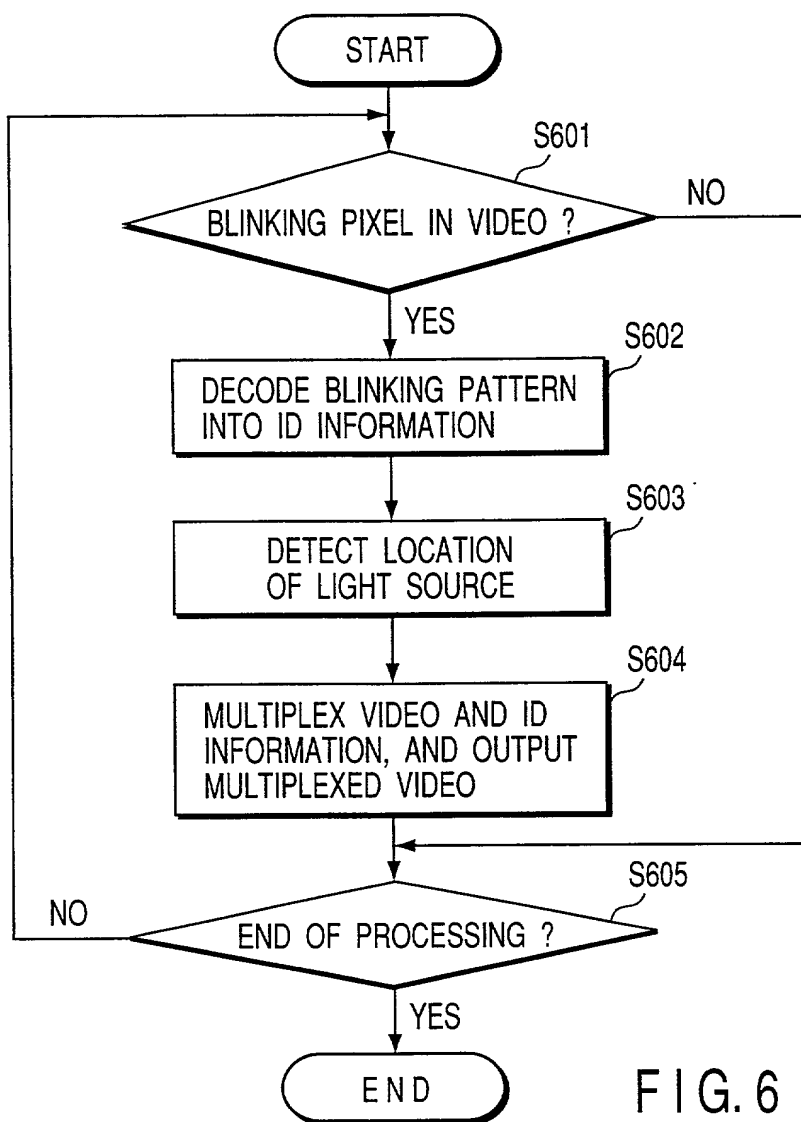 START
S601
BLINKING PIXEL IN VIDEO ?
NO
YES
S602
DECODE BLINKING PATTERN
INTO ID INFORMATION
S603
DETECT LOCATION
OF LIGHT SOURCE
S604
MULTIPLEX VIDEO AND ID
INFORMATION, AND OUTPUT
MULTIPLEXED VIDEO
S605
NO
END OF PROCESSING ?
YES
END
FIG. 6